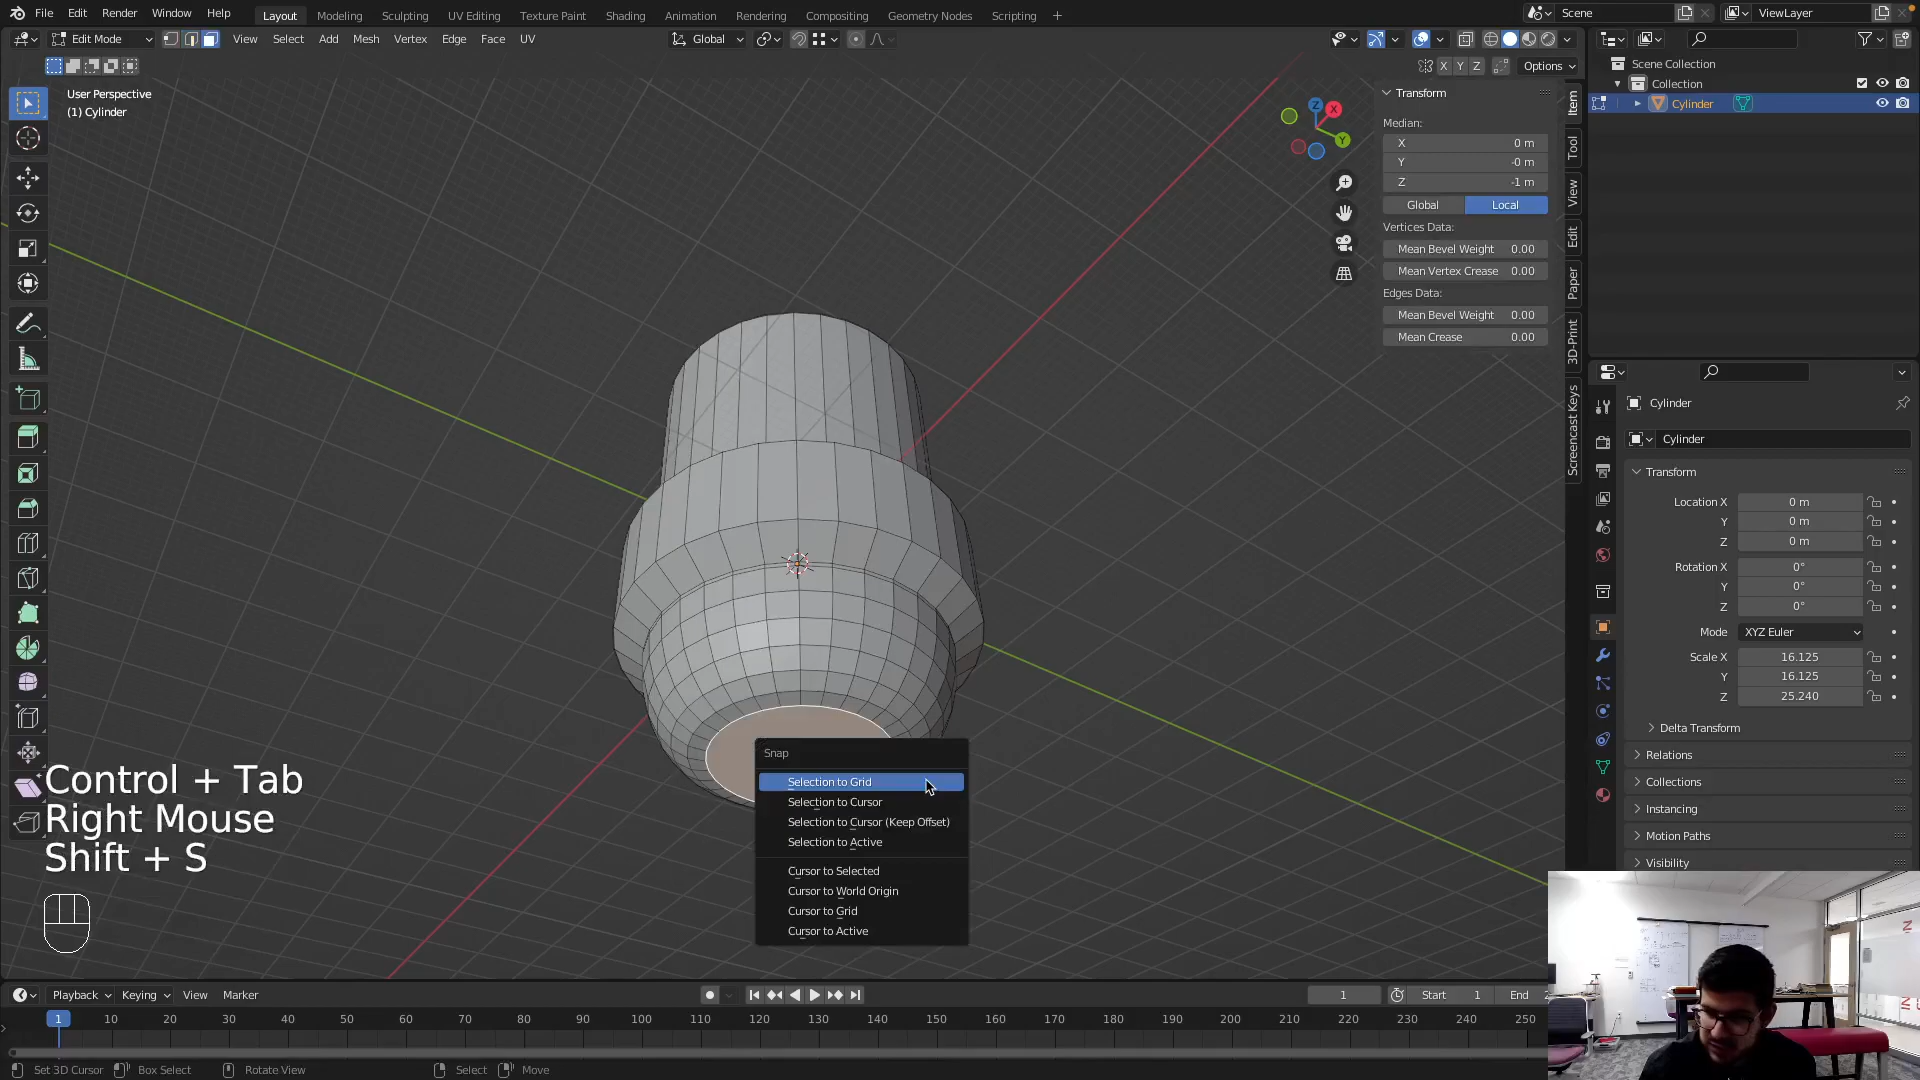 File Edit Render Window Help Layout Modeling Sculpting UV Editing Texture Paint Shading Animation Rendering Compositing Geometry Nodes Scripting + Scene ViewLayer
Edit Mode View Select Add Mesh Vertex Edge Face UV Global
X Y Z Options
User Perspective
(1) Cylinder
Z
X
Y
Transform
Median:
X 0 m
Y -0 m
Z -1 m
Global Local
Vertices Data:
Mean Bevel Weight 0.00
Mean Vertex Crease 0.00
Edges Data:
Mean Bevel Weight 0.00
Mean Crease 0.00
Item
Tool
View
Edit
Paper
3D-Print
Screencast Keys
Scene Collection
Collection
Cylinder
Cylinder
Cylinder
Transform
Location X 0 m
Y 0 m
Z 0 m
Rotation X 0°
Y 0°
Z 0°
Mode XYZ Euler
Scale X 16.125
Y 16.125
Z 25.240
Delta Transform
Relations
Collections
Instancing
Motion Paths
Visibility
Snap
Selection to Grid
Selection to Cursor
Selection to Cursor (Keep Offset)
Selection to Active
Cursor to Selected
Cursor to World Origin
Cursor to Grid
Cursor to Active
Control + Tab
Right Mouse
Shift + S
Playback Keying View Marker 1 Start 1 End
1 10 20 30 40 50 60 70 80 90 100 110 120 130 140 150 160 170 180 190 200 210 220 230 240 250
Set 3D Cursor Box Select Rotate View Select Move